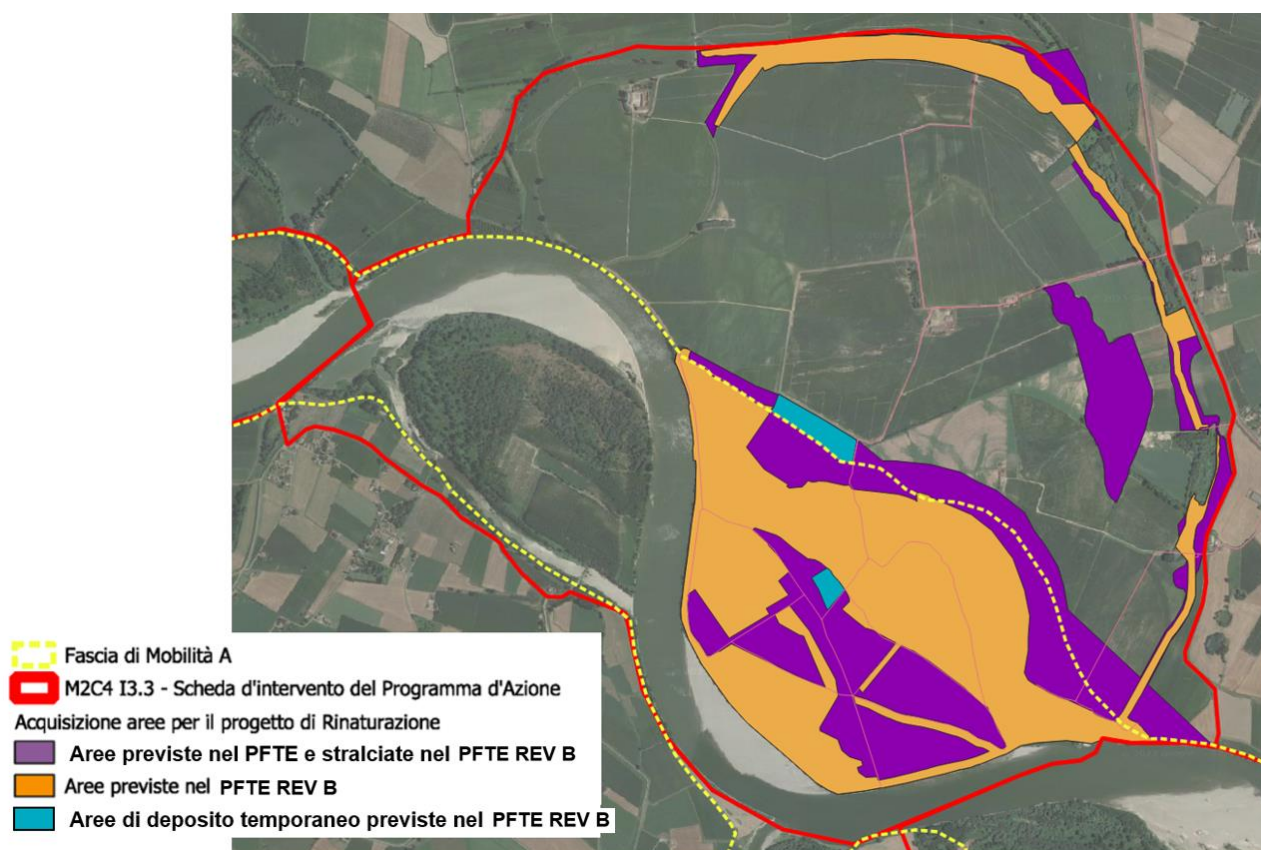 Fascia di Mobilità A
M2C4 I3.3 - Scheda d'intervento del Programma d'Azione
Acquisizione aree per il progetto di Rinaturazione
Aree previste nel PFTE e stralciate nel PFTE REV B
Aree previste nel PFTE REV B
Aree di deposito temporaneo previste nel PFTE REV B